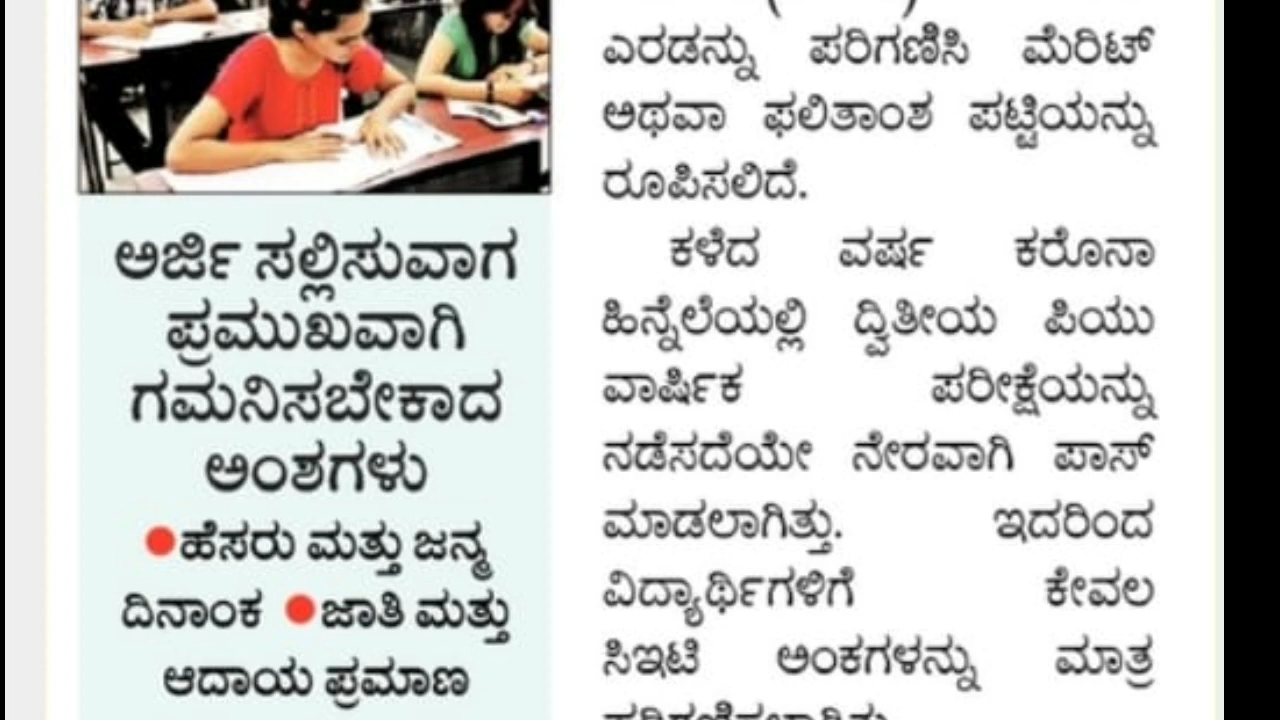 ಅರ್ಜಿ ಸಲ್ಲಿಸುವಾಗ
ಪ್ರಮುಖವಾಗಿ
ಗಮನಿಸಬೇಕಾದ
ಅಂಶಗಳು
●ಹೆಸರು ಮತ್ತು ಜನ್ಮ
ದಿನಾಂಕ ●ಜಾತಿ ಮತ್ತು
ಆದಾಯ ಪ್ರಮಾಣ
ಎರಡನ್ನು ಪರಿಗಣಿಸಿ ಮೆರಿಟ್
ಅಥವಾ ಫಲಿತಾಂಶ ಪಟ್ಟಿಯನ್ನು
ರೂಪಿಸಲಿದೆ.
ಕಳೆದ ವರ್ಷ ಕರೊನಾ
ಹಿನ್ನೆಲೆಯಲ್ಲಿ ದ್ವಿತೀಯ ಪಿಯು
ವಾರ್ಷಿಕ ಪರೀಕ್ಷೆಯನ್ನು
ನಡೆಸದೆಯೇ ನೇರವಾಗಿ ಪಾಸ್
ಮಾಡಲಾಗಿತ್ತು. ಇದರಿಂದ
ವಿದ್ಯಾರ್ಥಿಗಳಿಗೆ ಕೇವಲ
ಸಿಇಟಿ ಅಂಕಗಳನ್ನು ಮಾತ್ರ